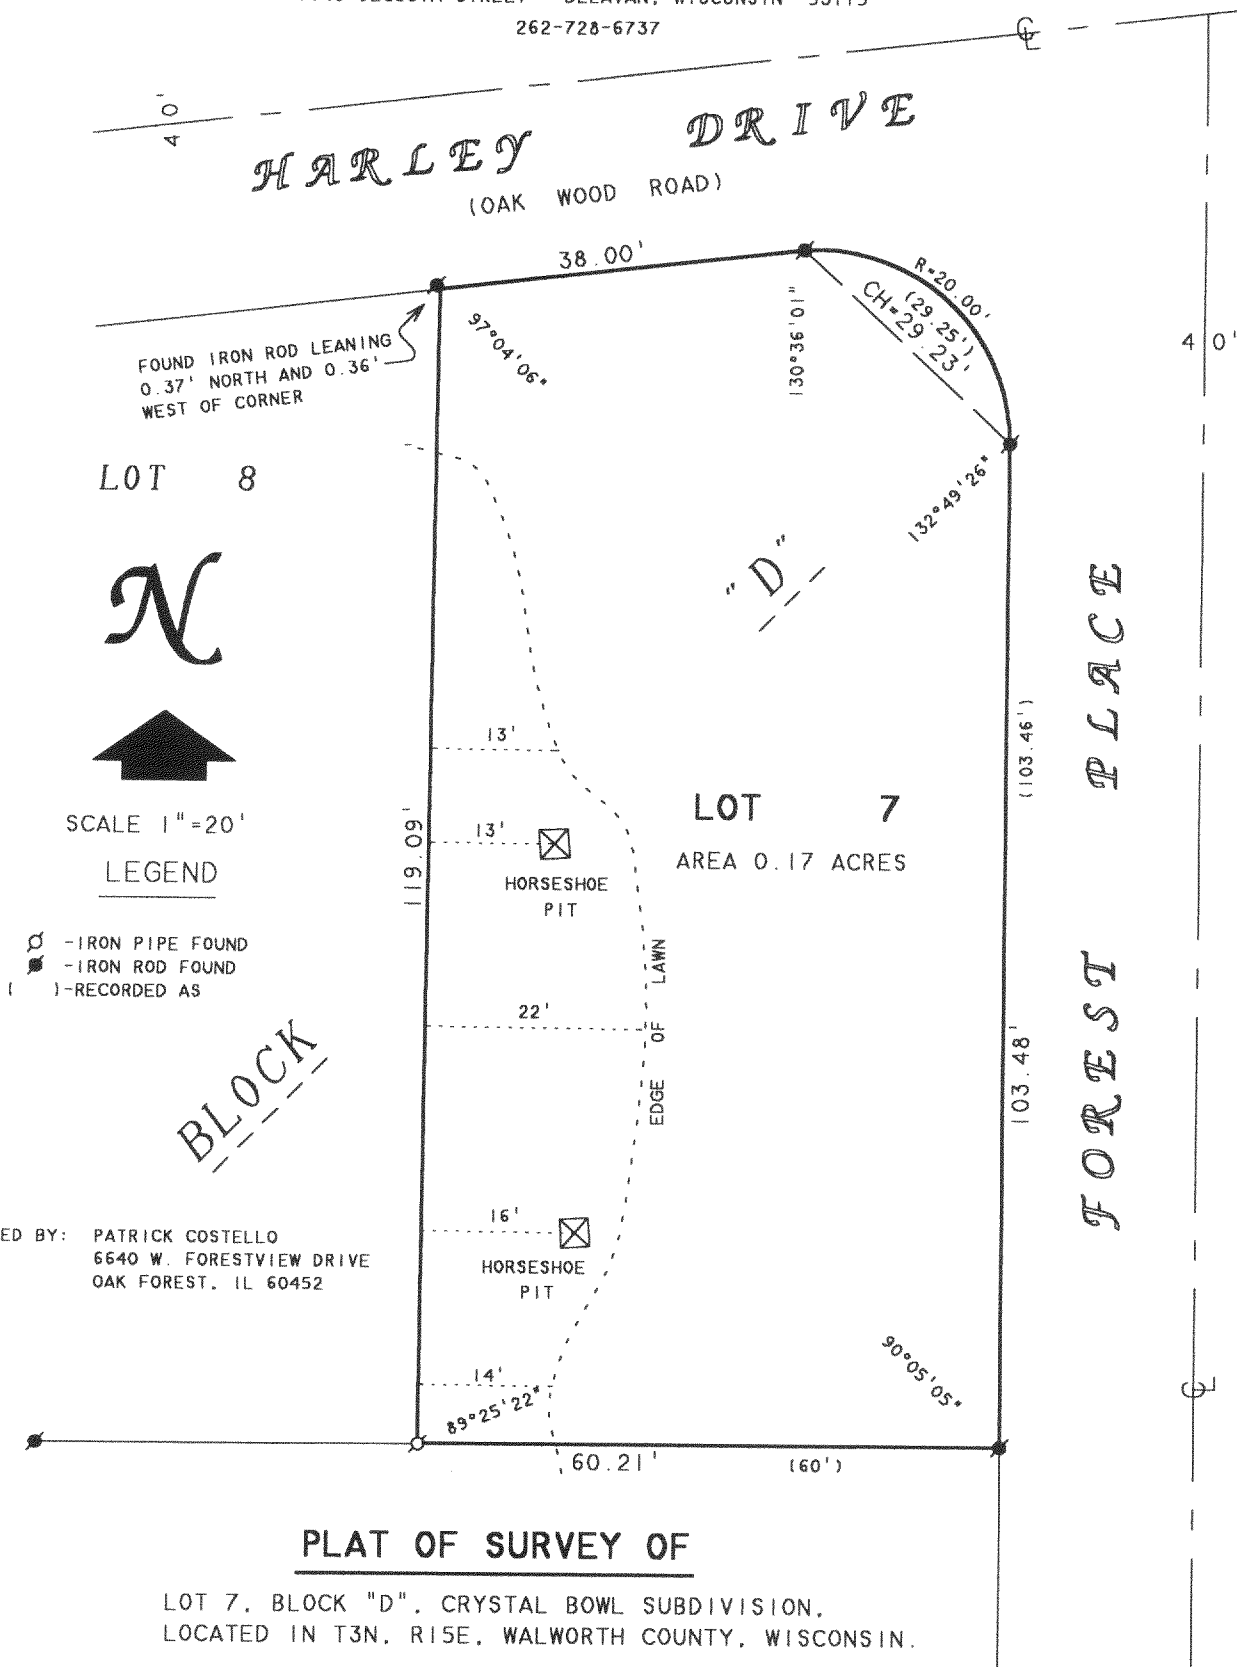 262-728-6737
40'
HARLEY DRIVE
(OAK WOOD ROAD)
38.00'
R=20.00'
(29.25')
CH=29.23'
97°04'06"
130°36'01"
40'
FOUND IRON ROD LEANING
0.37' NORTH AND 0.36'
WEST OF CORNER
132°49'26"
LOT 8
"D"
N
FOREST PLACE
13'
(103.46')
LOT 7
AREA 0.17 ACRES
SCALE 1"=20'
119.09'
13'
HORSESHOE
PIT
LEGEND
-IRON PIPE FOUND
-IRON ROD FOUND
( )-RECORDED AS
EDGE OF LAWN
22'
103.48'
BLOCK
16'
HORSESHOE
PIT
ED BY: PATRICK COSTELLO
6640 W. FORESTVIEW DRIVE
OAK FOREST, IL 60452
14'
89°25'22"
90°05'05"
60.21' (60')
PLAT OF SURVEY OF
LOT 7, BLOCK "D", CRYSTAL BOWL SUBDIVISION,
LOCATED IN T3N, R15E, WALWORTH COUNTY, WISCONSIN.